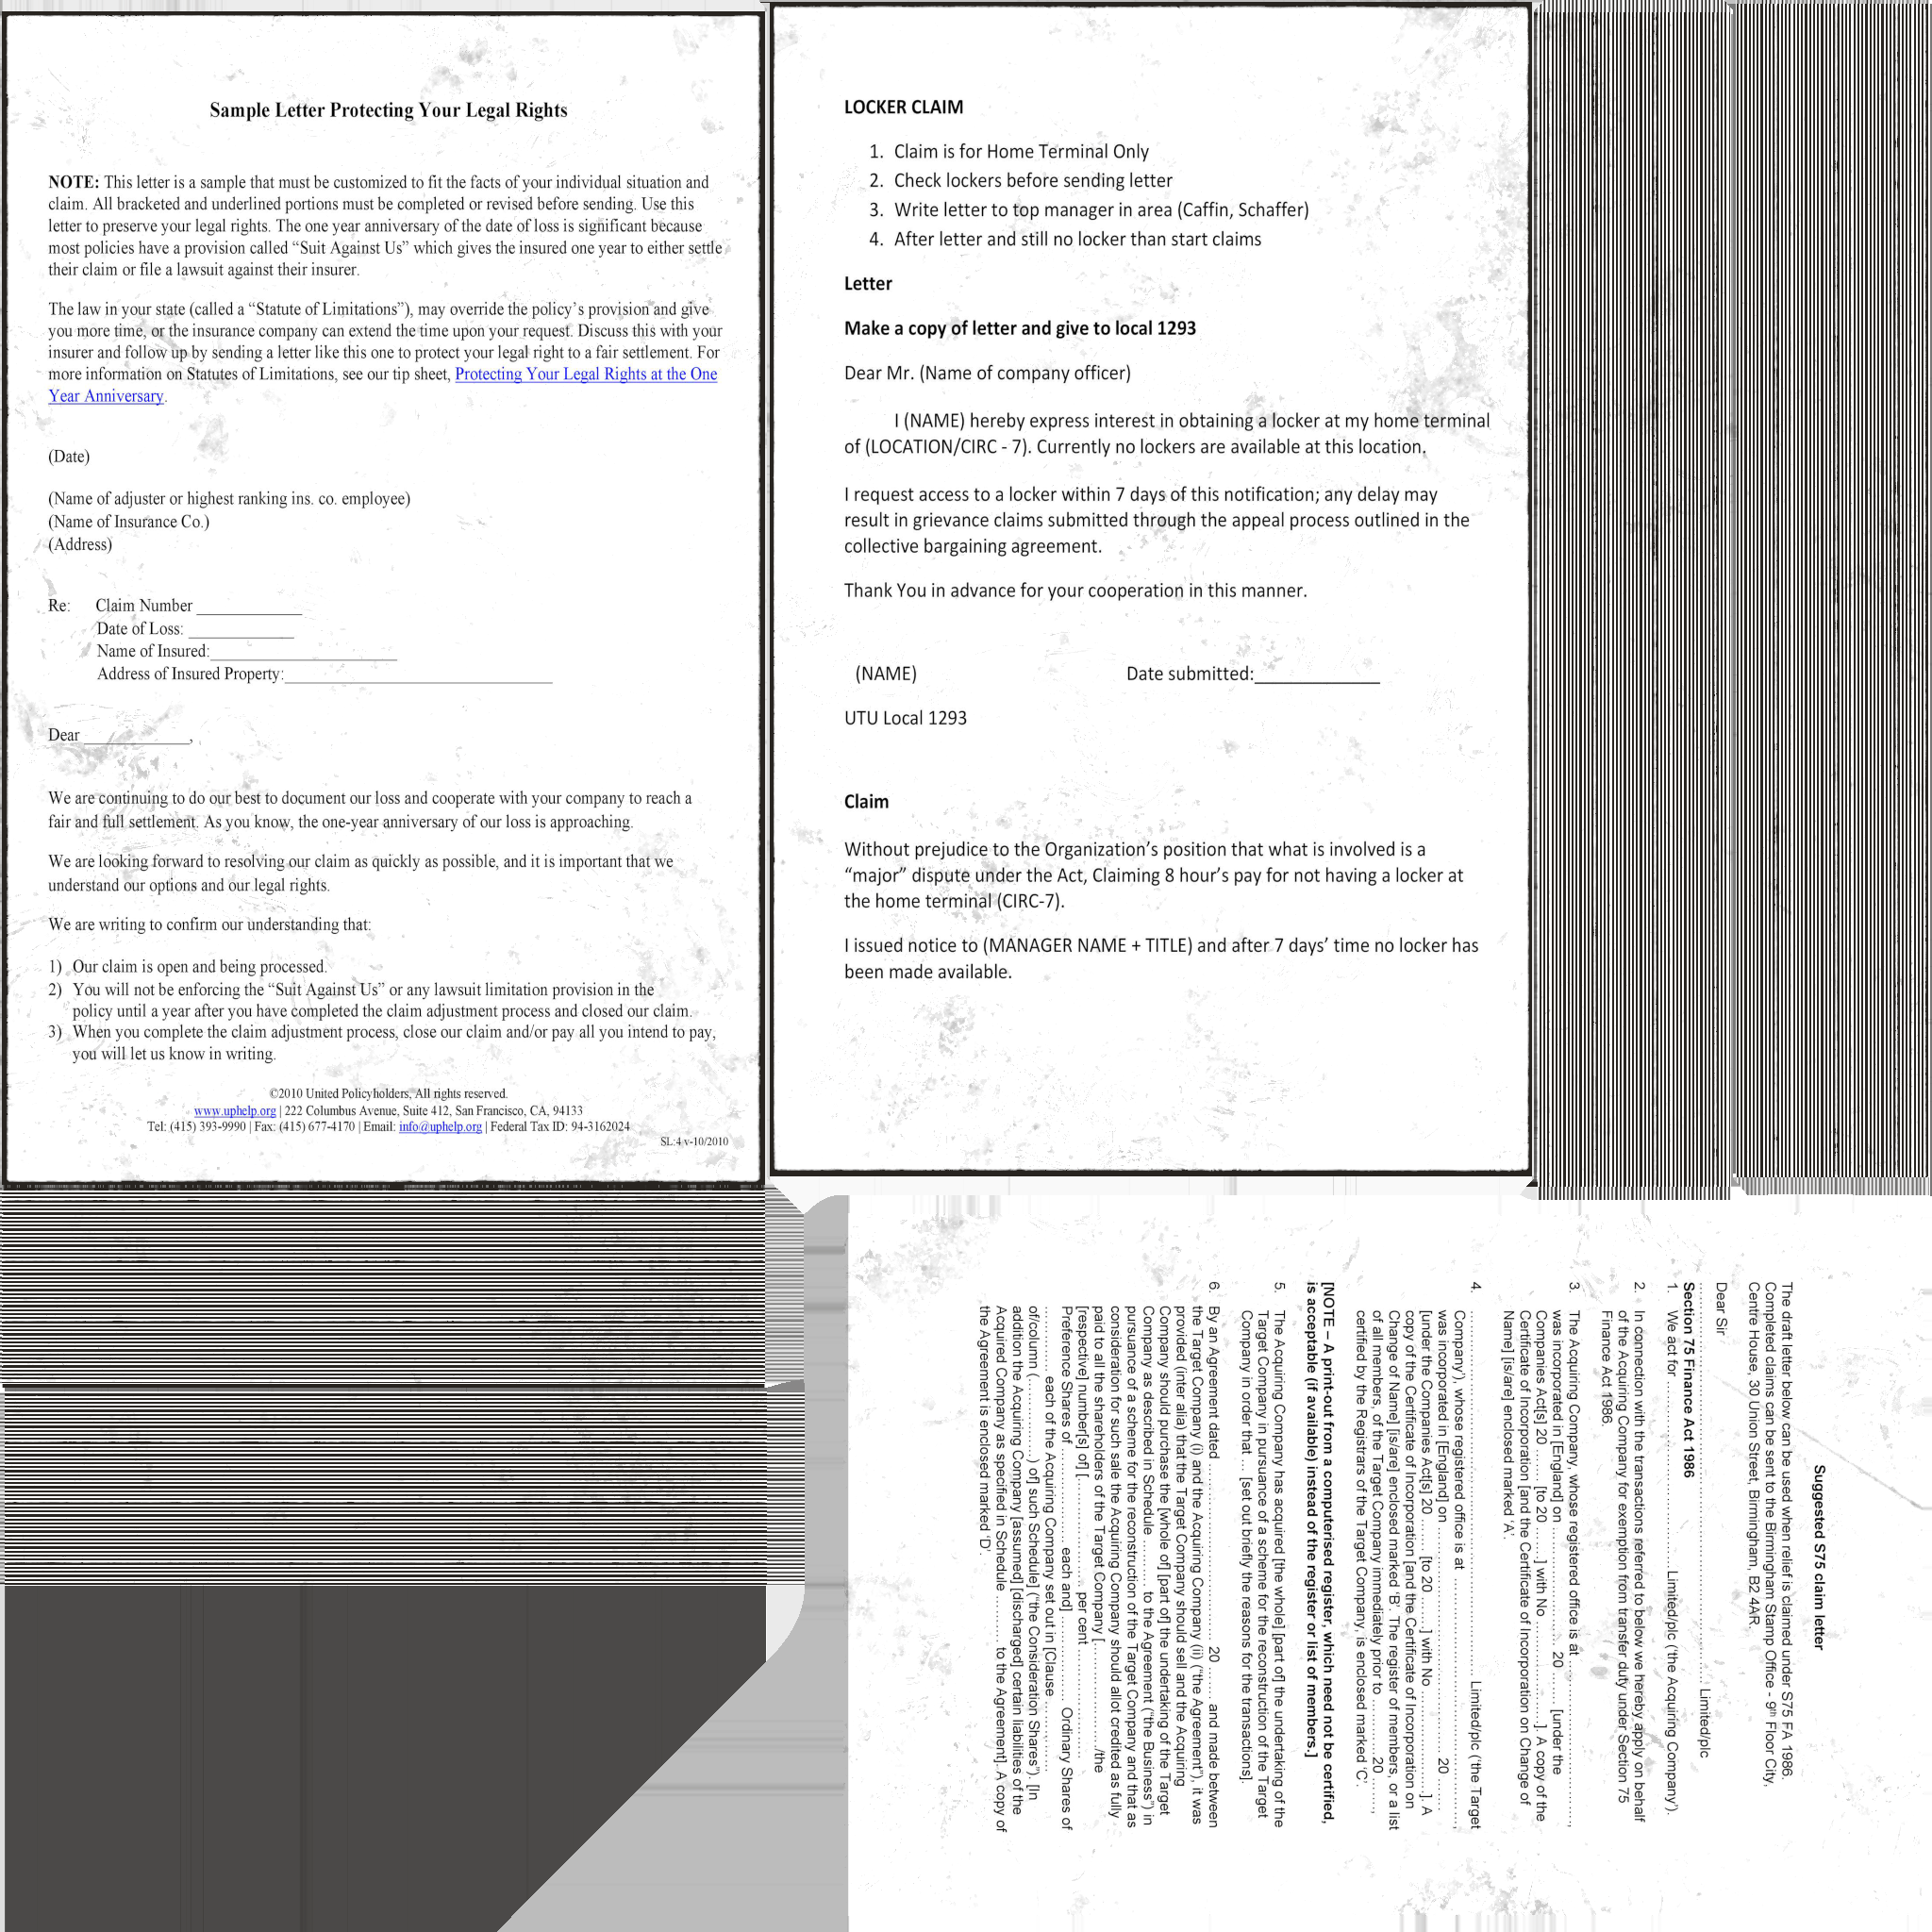 Sample Letter Protecting Your Legal Rights
NOTE: This letter is a sample that must be customized to fit the facts of your individual situation and
claim. All bracketed and underlined portions must be completed or revised before sending. Use this
letter to preserve your legal rights. The one year anniversary of the date of loss is significant because
most policies have a provision called “Suit Against Us” which gives the insured one year to either settle
their claim or file a lawsuit against their insurer.
The law in your state (called a “Statute of Limitations”), may override the policy’s provision and give
you more time, or the insurance company can extend the time upon your request. Discuss this with your
insurer and follow up by sending a letter like this one to protect your legal right to a fair settlement. For
more information on Statutes of Limitations, see our tip sheet, Protecting Your Legal Rights at the One
Year Anniversary.
(Date)
(Name of adjuster or highest ranking ins. co. employee)
(Name of Insurance Co.)
(Address)
Re: Claim Number ____________
Date of Loss: ____________
Name of Insured:______________________
Address of Insured Property:________________________________
Dear ____________,
We are continuing to do our best to document our loss and cooperate with your company to reach a
fair and full settlement. As you know, the one-year anniversary of our loss is approaching.
We are looking forward to resolving our claim as quickly as possible, and it is important that we
understand our options and our legal rights.
We are writing to confirm our understanding that:
1) Our claim is open and being processed.
2) You will not be enforcing the “Suit Against Us” or any lawsuit limitation provision in the
policy until a year after you have completed the claim adjustment process and closed our claim.
3) When you complete the claim adjustment process, close our claim and/or pay all you intend to pay,
you will let us know in writing.
©2010 United Policyholders, All rights reserved.
www.uphelp.org | 222 Columbus Avenue, Suite 412, San Francisco, CA, 94133
Tel: (415) 393-9990 | Fax: (415) 677-4170 | Email: info@uphelp.org | Federal Tax ID: 94-3162024
SL:4 v-10/2010
LOCKER CLAIM
1. Claim is for Home Terminal Only
2. Check lockers before sending letter
3. Write letter to top manager in area (Caffin, Schaffer)
4. After letter and still no locker than start claims
Letter
Make a copy of letter and give to local 1293
Dear Mr. (Name of company officer)
I (NAME) hereby express interest in obtaining a locker at my home terminal
of (LOCATION/CIRC - 7). Currently no lockers are available at this location.
I request access to a locker within 7 days of this notification; any delay may
result in grievance claims submitted through the appeal process outlined in the
collective bargaining agreement.
Thank You in advance for your cooperation in this manner.
(NAME) Date submitted:____________
UTU Local 1293
Claim
Without prejudice to the Organization’s position that what is involved is a
“major” dispute under the Act, Claiming 8 hour’s pay for not having a locker at
the home terminal (CIRC-7).
I issued notice to (MANAGER NAME + TITLE) and after 7 days’ time no locker has
been made available.
Suggested S75 claim letter
The draft letter below can be used when relief is claimed under S75 FA 1986.
Completed claims can be sent to the Birmingham Stamp Office - 9th Floor City,
Centre House, 30 Union Street, Birmingham, B2 4AR.
Dear Sir
........................................ Limited/plc
Section 75 Finance Act 1986
1. We act for ........................................ Limited/plc (‘the Acquiring Company’).
2. In connection with the transactions referred to below we hereby apply on behalf
of the Acquiring Company for exemption from transfer duty under Section 75
Finance Act 1986.
3. The Acquiring Company, whose registered office is at ........................................,
was incorporated in [England] on ........................ 20 ...... [under the
Companies Act[s] 20 ....... [to 20 ......] with No ....................]. A copy of the
Certificate of Incorporation [and the Certificate of Incorporation on Change of
Name] [is/are] enclosed marked ‘A’.
4. ........................................ Limited/plc (‘the Target
Company’), whose registered office is at ........................................,
was incorporated in [England] on ........................................ 20 ......
[under the Companies Act[s] 20 ....... [to 20 ......] with No ....................]. A
copy of the Certificate of Incorporation [and the Certificate of Incorporation on
Change of Name] [is/are] enclosed marked ‘B’. The register of members, or a list
of all members, of the Target Company immediately prior to ............ 20 ......,
certified by the Registrars of the Target Company, is enclosed marked ‘C’.
[NOTE – A print-out from a computerised register, which need not be certified,
is acceptable (if available) instead of the register or list of members.]
5. The Acquiring Company has acquired [the whole] [part of] the undertaking of the
Target Company in pursuance of a scheme for the reconstruction of the Target
Company in order that ... [set out briefly the reasons for the transactions].
6. By an Agreement dated ........................................ 20 ...... and made between
the Target Company (i) and the Acquiring Company (ii) (“the Agreement”), it was
provided (inter alia) that the Target Company should sell and the Acquiring
Company should purchase the [whole of] [part of] the undertaking of the Target
Company as described in Schedule .......... to the Agreement (“the Business”) in
pursuance of a scheme for the reconstruction of the Target Company and that as
consideration for such sale the Acquiring Company should allot credited as fully
paid to all the shareholders of the Target Company [......................../the
[respective] number[s] of] [........................ per cent ........................
Preference Shares of ........................ each and] ........................ Ordinary Shares of
.............. each of the Acquiring Company set out in [Clause ..................
of/column (............) of] such Schedule] (“the Consideration Shares”). [In
addition the Acquiring Company [assumed] [discharged] certain liabilities of the
Acquired Company as specified in Schedule .......... to the Agreement]. A copy of
the Agreement is enclosed marked ‘D’.